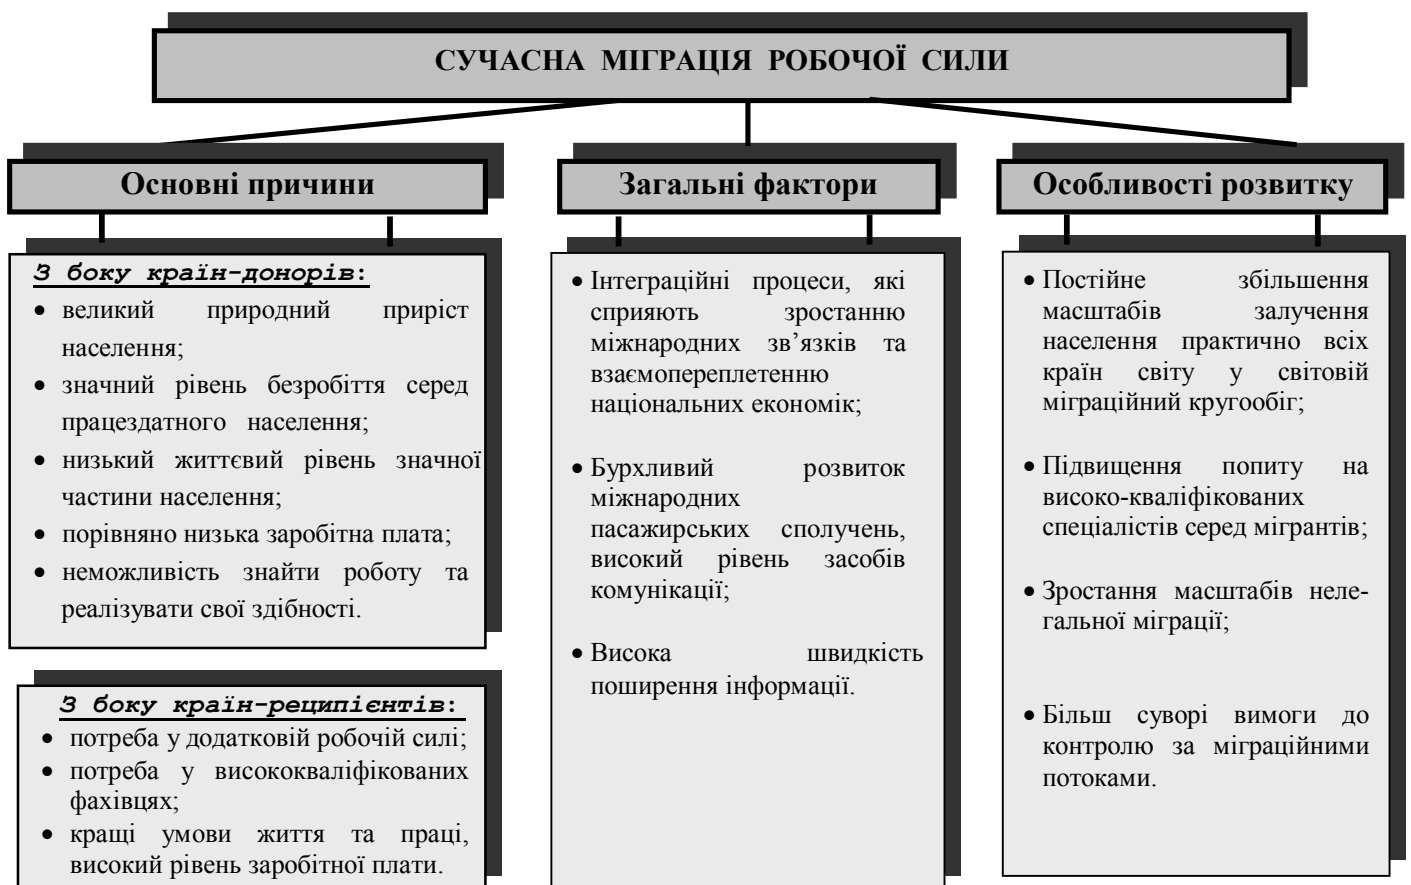 СУЧАСНА МІГРАЦІЯ РОБОЧОЇ СИЛИ
Основні причини
З боку країн-донорів:
• великий природний приріст
населення;
• значний рівень безробіття серед
працездатного населення;
• низький життєвий рівень значної
частини населення;
• порівняно низька заробітна плата;
• неможливість знайти роботу та
реалізувати свої здібності.
З боку країн-реципієнтів:
• потреба у додатковій робочій силі;
• потреба у висококваліфікованих
фахівцях;
• кращі умови життя та праці,
високий рівень заробітної плати.
Загальні фактори
• Інтеграційні процеси, які
сприяють зростанню
міжнародних зв’язків та
взаємопереплетенню
національних економік;
• Бурхливий розвиток
міжнародних
пасажирських сполучень,
високий рівень засобів
комунікації;
• Висока швидкість
поширення інформації.
Особливості розвитку
• Постійне збільшення
масштабів залучення
населення практично всіх
країн світу у світовій
міграційний кругообіг;
• Підвищення попиту на
високо-кваліфікованих
спеціалістів серед мігрантів;
• Зростання масштабів неле-
гальної міграції;
• Більш суворі вимоги до
контролю за міграційними
потоками.